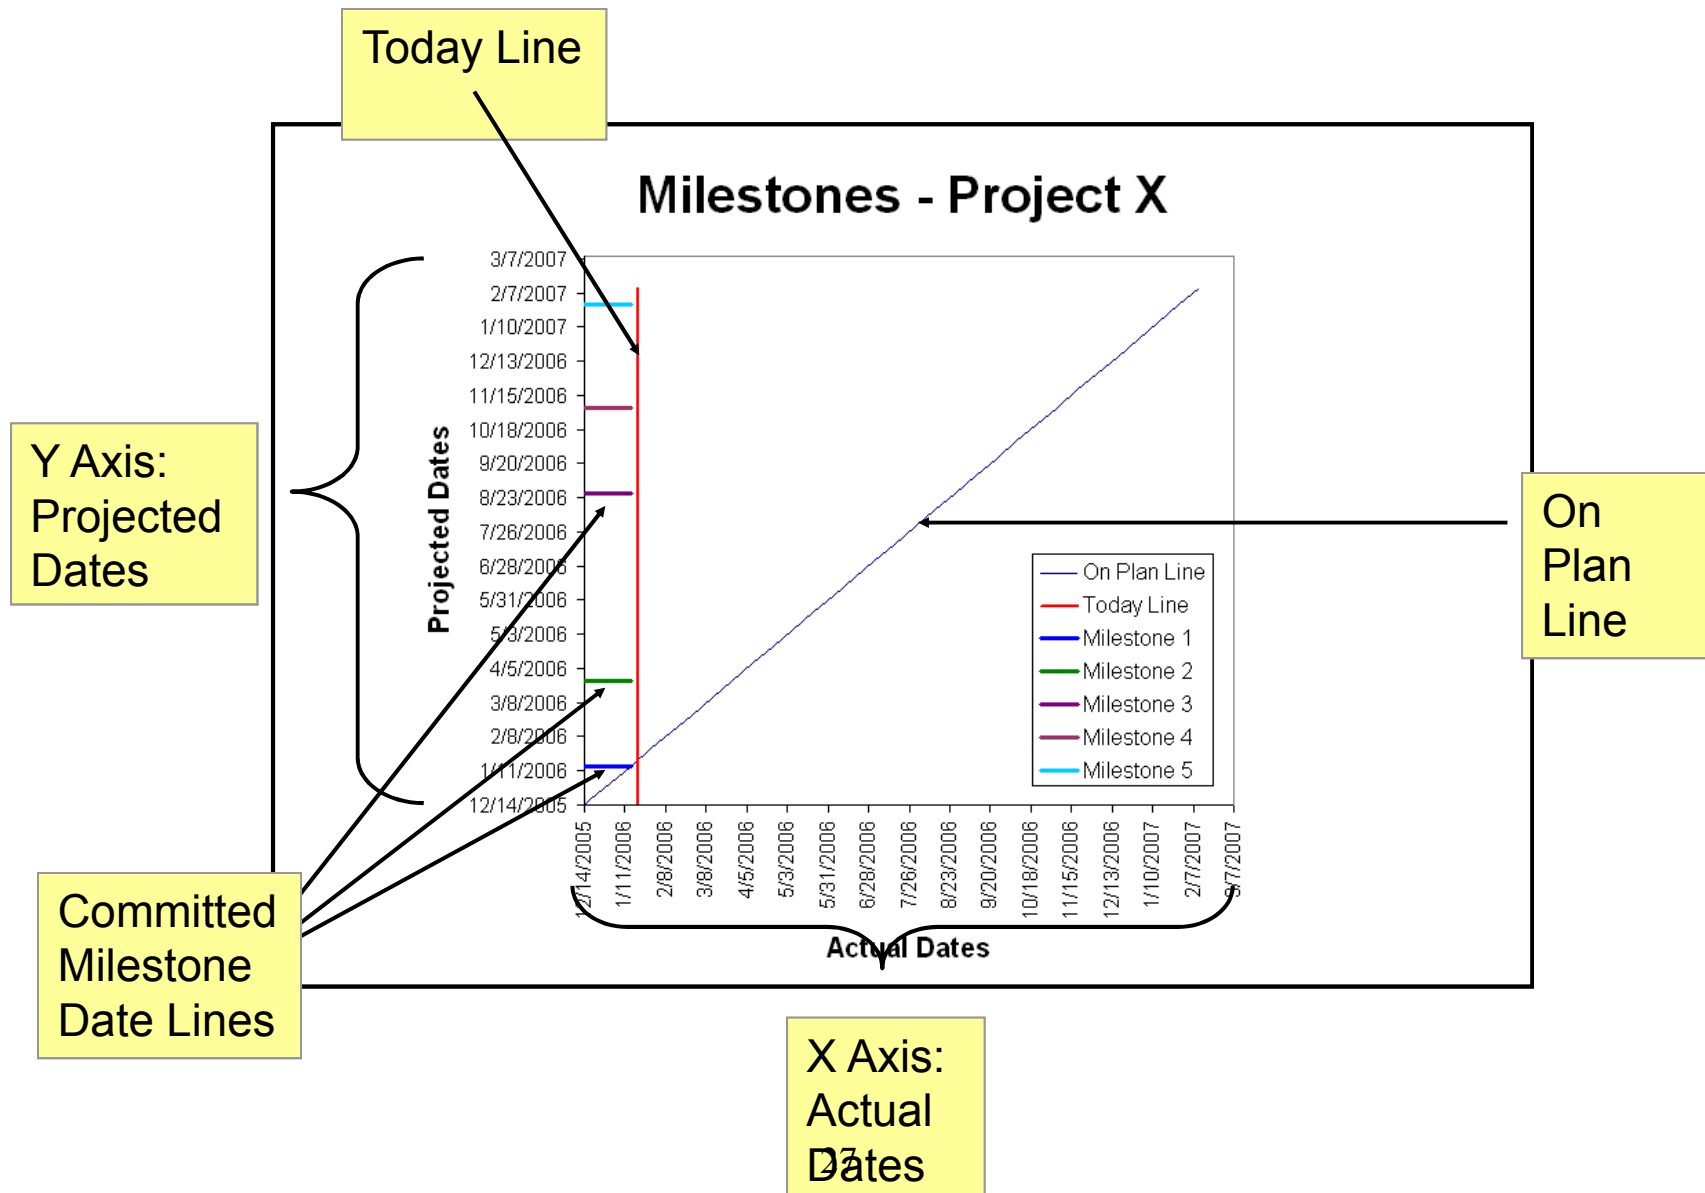 Today Line
Milestones - Project X
Y Axis:
Projected
Dates
Projected Dates
3/7/2007
2/7/2007
1/10/2007
12/13/2006
11/15/2006
10/18/2006
9/20/2006
8/23/2006
7/26/2006
6/28/2006
5/31/2006
5/3/2006
4/5/2006
3/8/2006
2/8/2006
1/11/2006
12/14/2005
On Plan Line
Today Line
Milestone 1
Milestone 2
Milestone 3
Milestone 4
Milestone 5
On
Plan
Line
12/14/2005
1/11/2006
2/8/2006
3/8/2006
4/5/2006
5/3/2006
5/31/2006
6/28/2006
7/26/2006
8/23/2006
9/20/2006
10/18/2006
11/15/2006
12/13/2006
1/10/2007
2/7/2007
3/7/2007
Actual Dates
Committed
Milestone
Date Lines
X Axis:
Actual
Dates
27